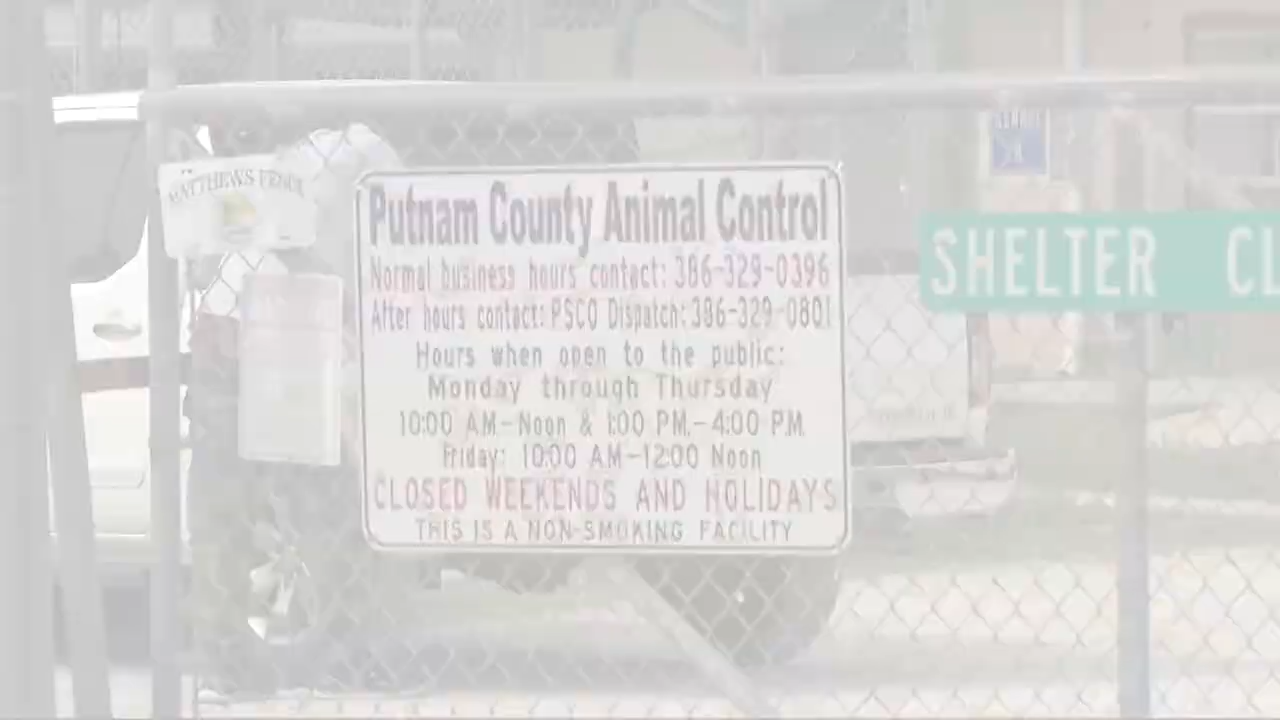 MATTHEWS FENCE
Putnam County Animal Control
Normal business hours contact: 386-329-0396
After hours contact: PSCO Dispatch: 386-329-0801
Hours when open to the public:
Monday through Thursday
10:00 AM.-Noon & 1:00 P.M.-4:00 P.M.
Friday: 10:00 AM-12:00 Noon
CLOSED WEEKENDS AND HOLIDAYS
THIS IS A NON-SMOKING FACILITY
SHELTER CL